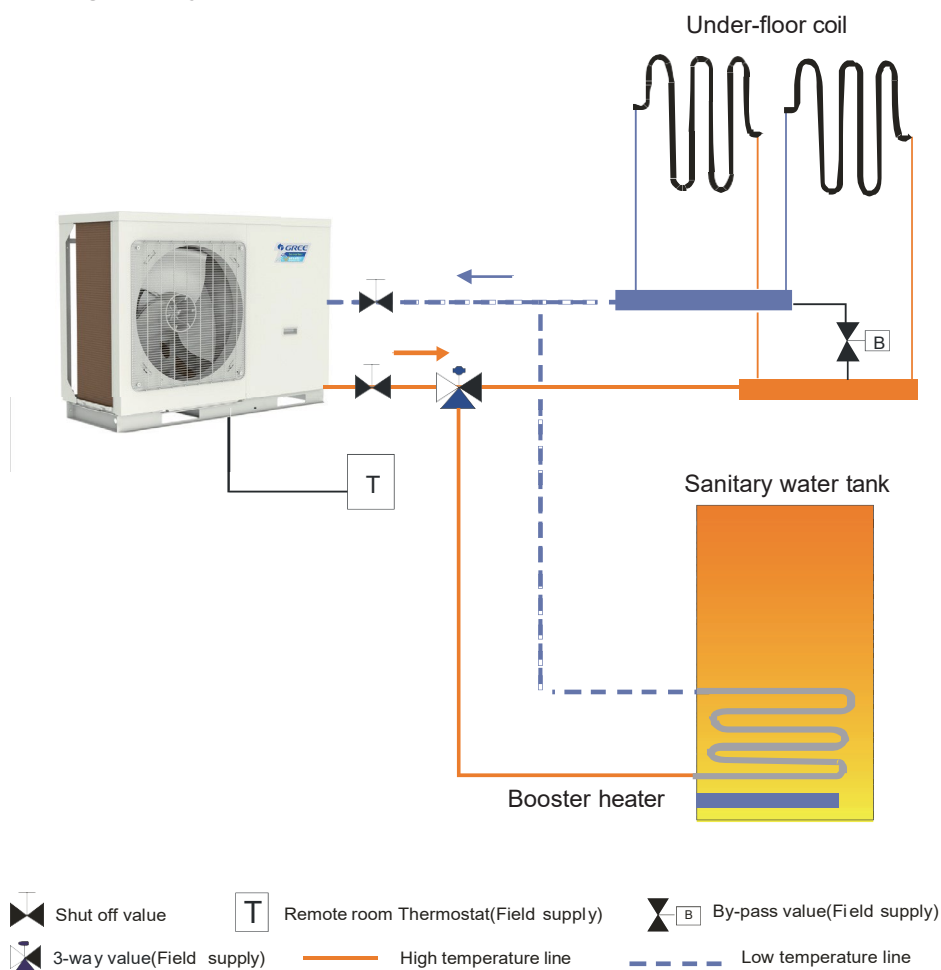 Under-floor coil
GREE
B
T
Sanitary water tank
Booster heater
Shut off value
T
Remote room Thermostat(Field supply)
B
By-pass value(Field supply)
3-way value(Field supply)
High temperature line
Low temperature line